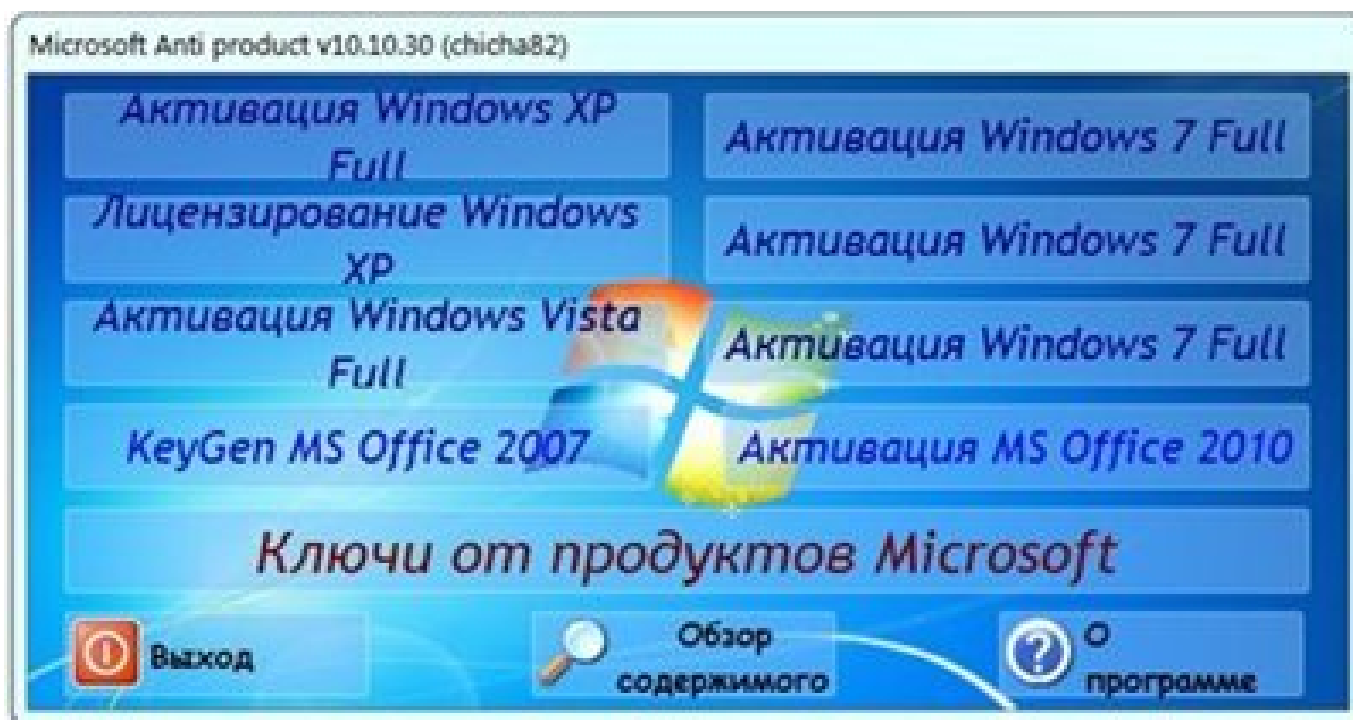 Microsoft Anti product v10.10.30 (chicha82)
Активация Windows XP
Full
Активация Windows 7 Full
Лицензирование Windows
XP
Активация Windows 7 Full
Активация Windows Vista
Full
Активация Windows 7 Full
KeyGen MS Office 2007
Активация MS Office 2010
Ключи от продуктов Microsoft
Выход
Обзор
содержимого
О
программе